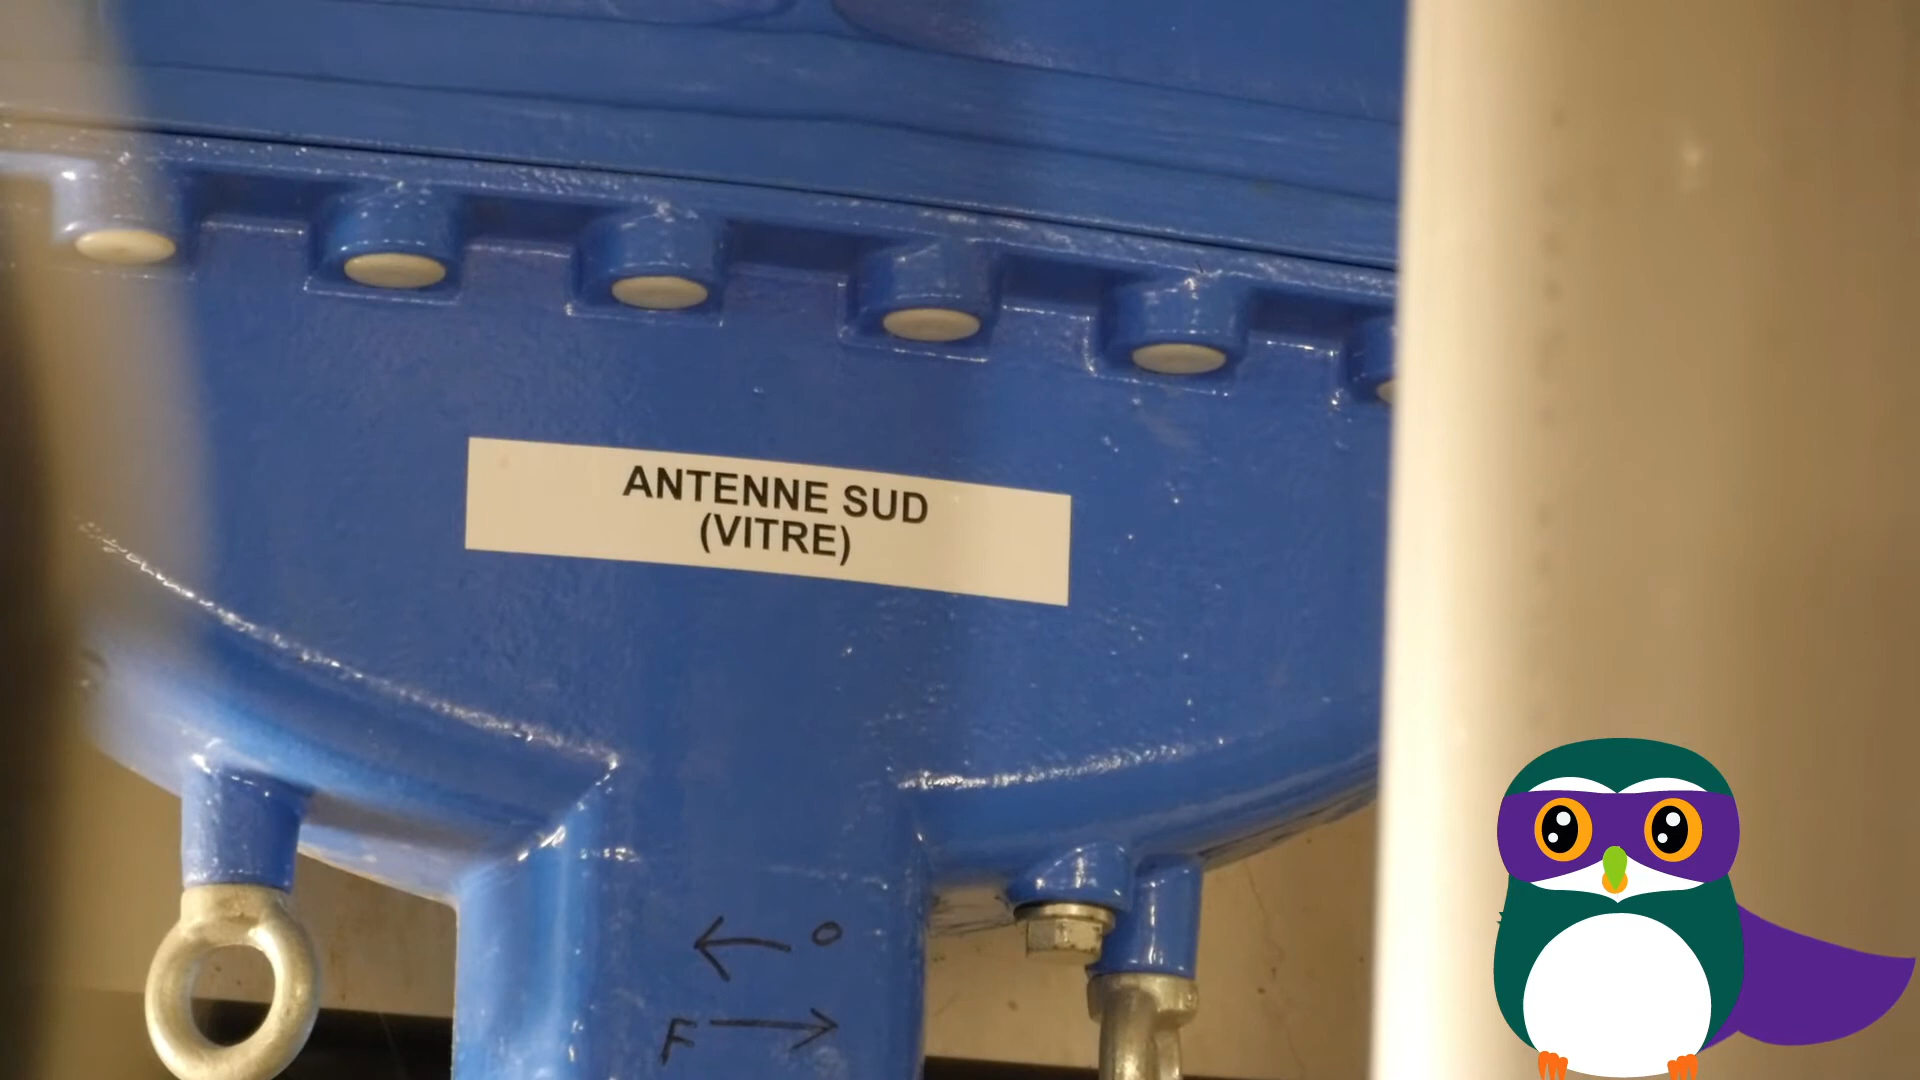 ANTENNE SUD
(VITRE)
← O
F →